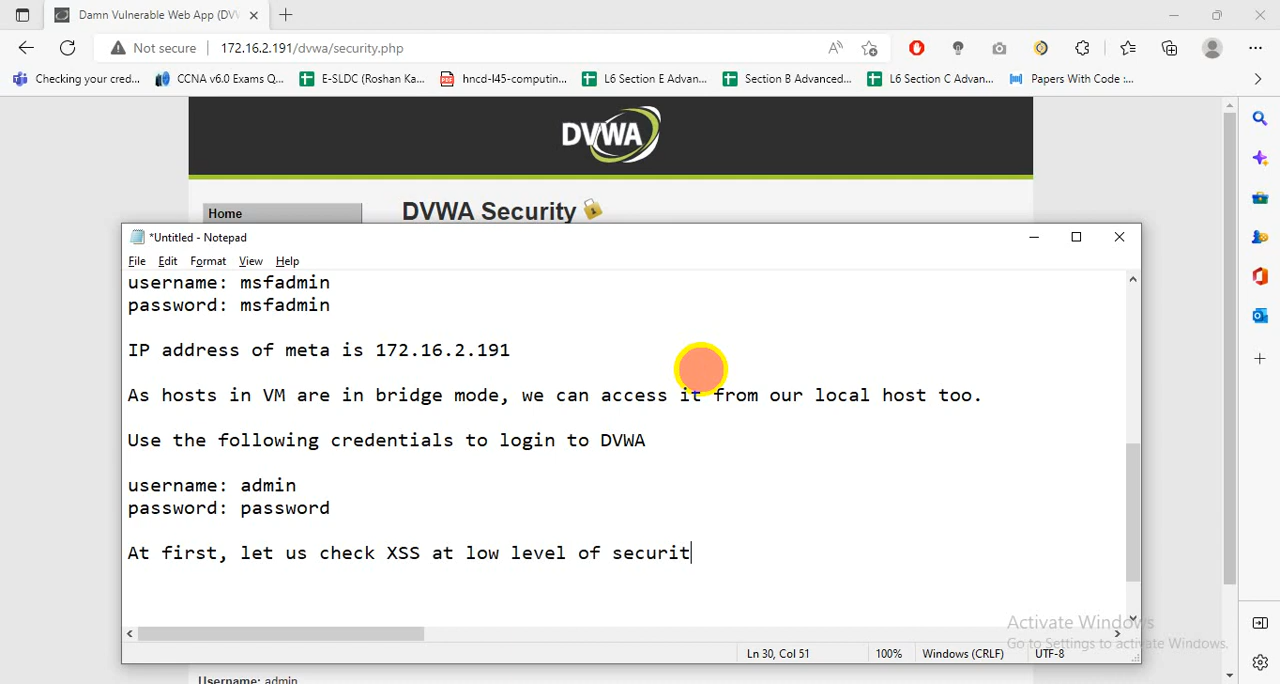 Damn Vulnerable Web App (DV
Not secure
172.16.2.191/dvwa/security.php
Checking your cred...
CCNA v6.0 Exams Q...
E-SLDC (Roshan Ka...
PDF
hncd-l45-computin...
L6 Section E Advan...
Section B Advanced...
L6 Section C Advan...
Papers With Code :...
DVWA
Home
DVWA Security
*Untitled - Notepad
File Edit Format View Help
username: msfadmin
password: msfadmin
IP address of meta is 172.16.2.191
As hosts in VM are in bridge mode, we can access it from our local host too.
Use the following credentials to login to DVWA
username: admin
password: password
At first, let us check XSS at low level of securit
Activate Windows
Go to Settings to activate Windows.
Ln 30, Col 51
100%
Windows (CRLF)
UTF-8
Username: admin